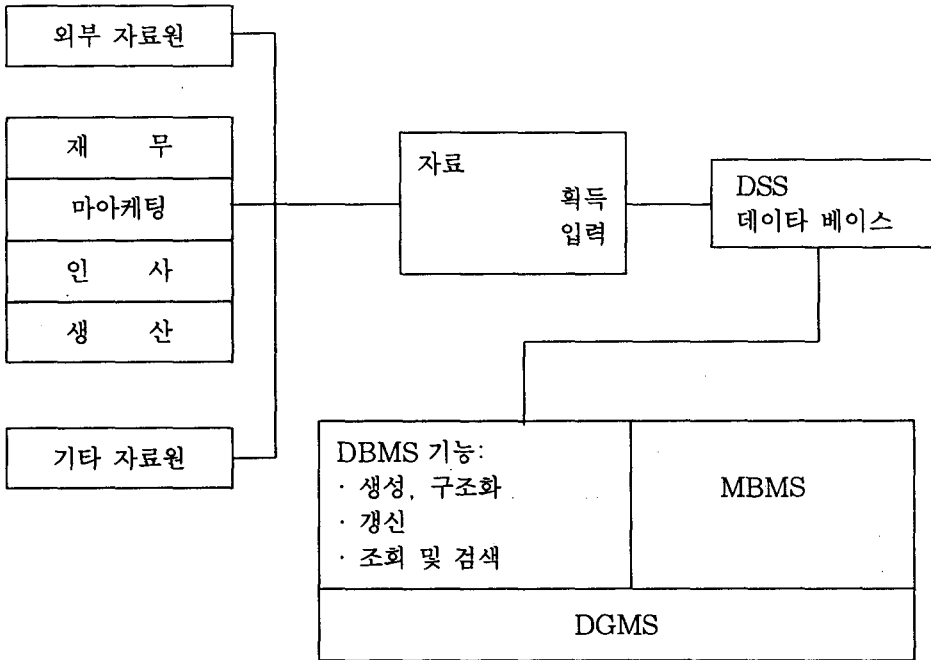 외부 자료원
재 무
마아케팅
인 사
생 산
기타 자료원
자료
획득
입력
DSS
데이타 베이스
DBMS 기능:
· 생성, 구조화
· 갱신
· 조회 및 검색
MBMS
DGMS